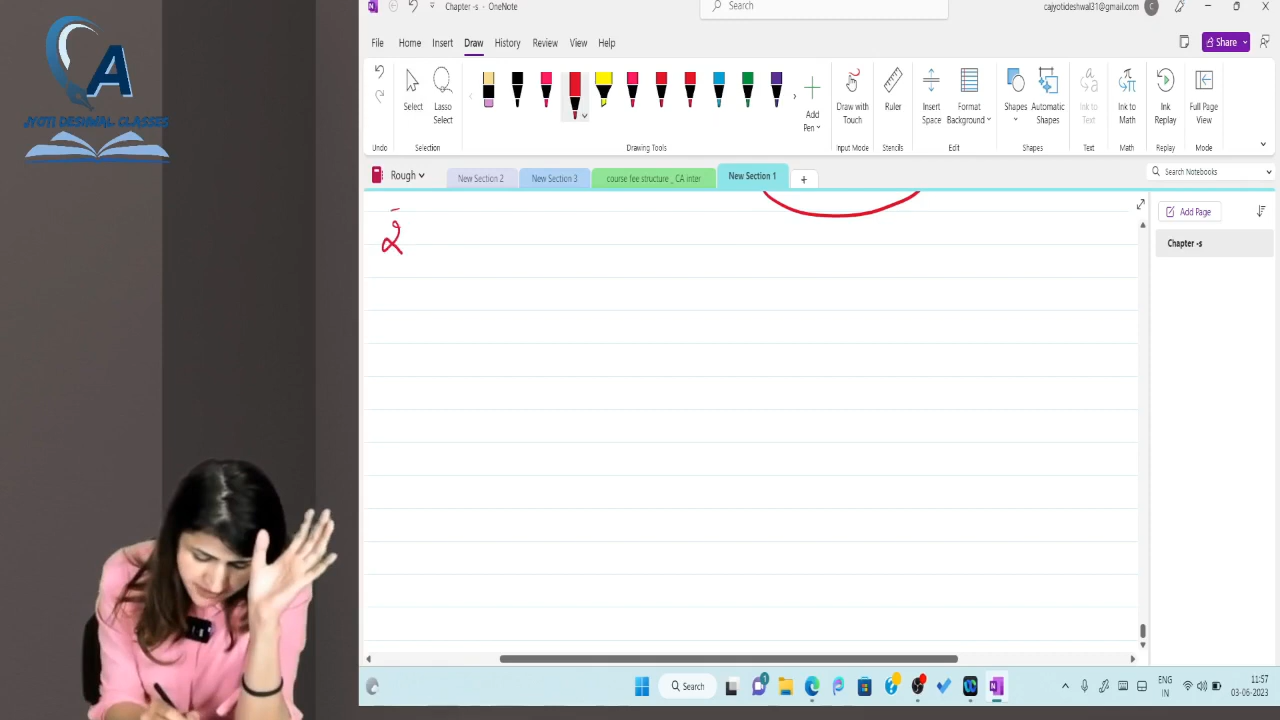 A
JYOTI DESHWAL CLASSES
Chapter -s - OneNote
Search
cajyotideshwal31@gmail.com
C
File Home Insert Draw History Review View Help
Share
Select
Lasso Select
Add Pen
Draw with Touch
Ruler
Insert Space
Format Background
Shapes
Automatic Shapes
Ink to Text
Ink to Math
Ink Replay
Full Page View
Undo
Selection
Drawing Tools
Input Mode
Stencils
Edit
Shapes
Text
Math
Replay
Mode
Rough
New Section 2
New Section 3
course fee structure _ CA inter
New Section 1
+
Search Notebooks
Add Page
Chapter -s
Search
ENG
IN
11:57
03-06-2023